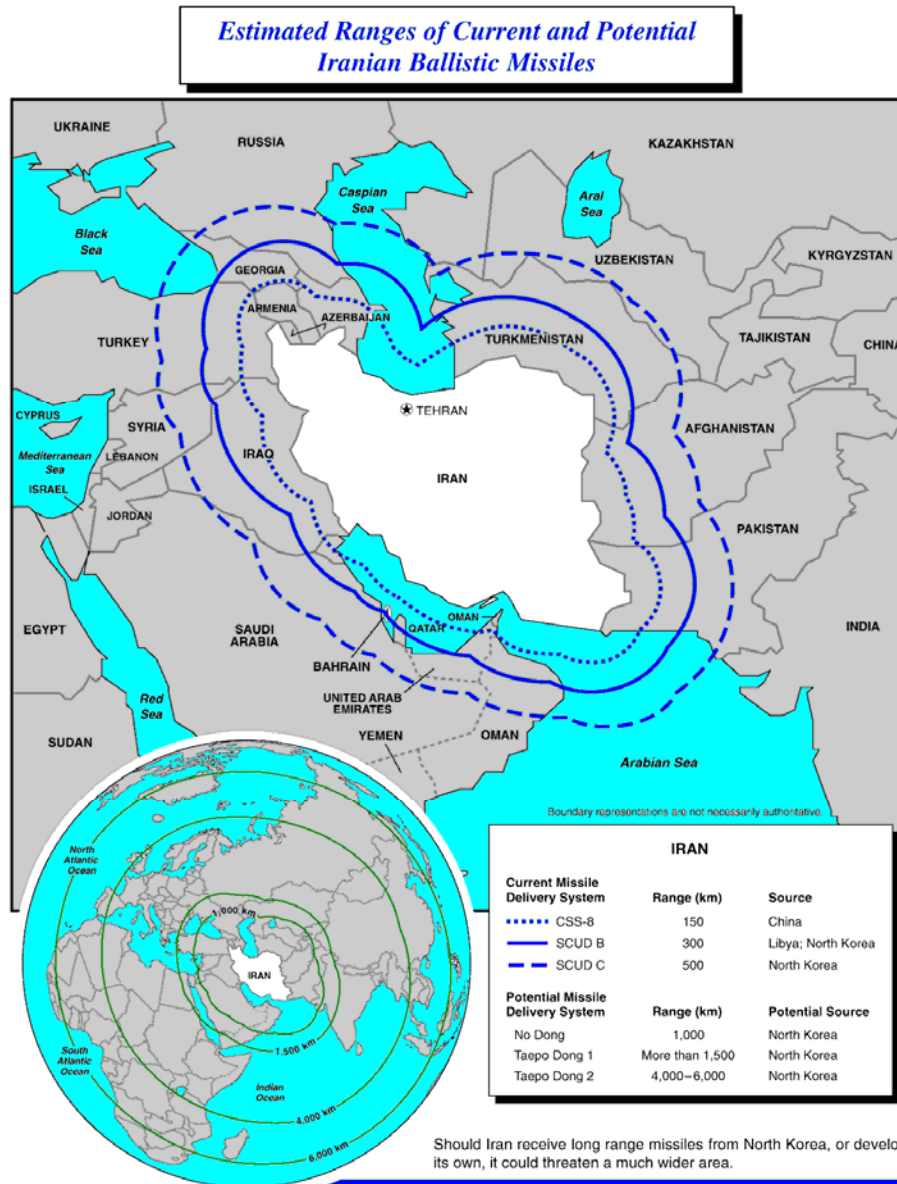 Estimated Ranges of Current and Potential
Iranian Ballistic Missiles
UKRAINE
RUSSIA
KAZAKHSTAN
Caspian
Sea
Aral
Sea
Black
Sea
UZBEKISTAN
KYRGYZSTAN
GEORGIA
ARMENIA
AZERBAIJAN
TURKEY
TURKMENISTAN
TAJIKISTAN
CHINA
TEHRAN
CYPRUS
SYRIA
AFGHANISTAN
Mediterranean
Sea
LEBANON
IRAQ
IRAN
ISRAEL
JORDAN
PAKISTAN
EGYPT
SAUDI
ARABIA
OMAN
QATAR
INDIA
BAHRAIN
UNITED ARAB
EMIRATES
Red
Sea
SUDAN
YEMEN
OMAN
Arabian Sea
Boundary representations are not necessarily authoritative.
North
Atlantic
Ocean
1,000 km
IRAN
1,500 km
South
Atlantic
Ocean
Indian
Ocean
4,000 km
6,000 km
IRAN
Current Missile
Delivery System Range (km) Source
CSS-8 150 China
SCUD B 300 Libya; North Korea
SCUD C 500 North Korea
Potential Missile
Delivery System Range (km) Potential Source
No Dong 1,000 North Korea
Taepo Dong 1 More than 1,500 North Korea
Taepo Dong 2 4,000–6,000 North Korea
Should Iran receive long range missiles from North Korea, or develo
its own, it could threaten a much wider area.